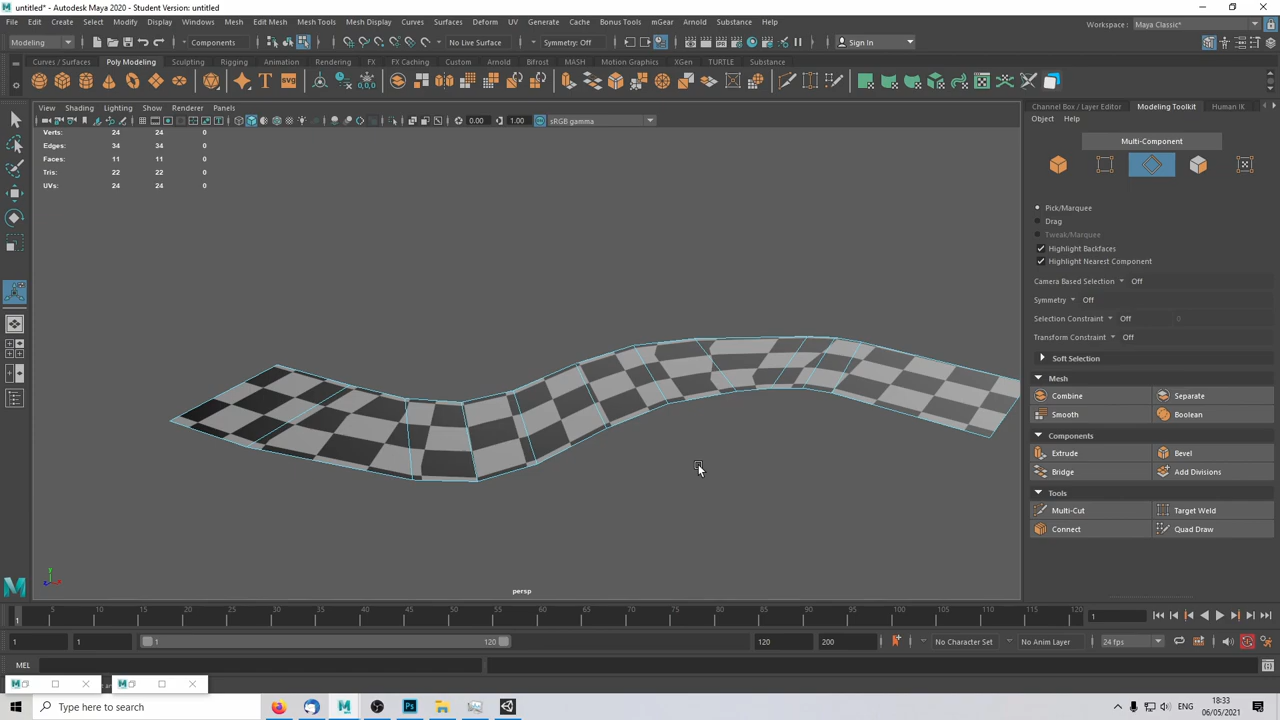 untitled* - Autodesk Maya 2020 - Student Version: untitled
File Edit Create Select Modify Display Windows Mesh Edit Mesh Mesh Tools Mesh Display Curves Surfaces Deform UV Generate Cache Bonus Tools mGear Arnold Substance Help
Workspace : Maya Classic*
Modeling Components No Live Surface Symmetry: Off Sign In
Curves / Surfaces Poly Modeling Sculpting Rigging Animation Rendering FX FX Caching Custom Arnold Bifrost MASH Motion Graphics XGen TURTLE Substance
View Shading Lighting Show Renderer Panels
0.00 1.00 sRGB gamma
Verts: 24 24 0
Edges: 34 34 0
Faces: 11 11 0
Tris: 22 22 0
UVs: 24 24 0
persp
Channel Box / Layer Editor Modeling Toolkit Human IK
Object Help
Multi-Component
Pick/Marquee
Drag
Tweak/Marquee
Highlight Backfaces
Highlight Nearest Component
Camera Based Selection Off
Symmetry Off
Selection Constraint Off 0
Transform Constraint Off
Soft Selection
Mesh
Combine Separate
Smooth Boolean
Components
Extrude Bevel
Bridge Add Divisions
Tools
Multi-Cut Target Weld
Connect Quad Draw
5 10 15 20 25 30 35 40 45 50 55 60 65 70 75 80 85 90 95 100 105 110 115 120
1 1
1 1 1 120 120 200 No Character Set No Anim Layer 24 fps
MEL
Type here to search
ENG
18:33
06/05/2021